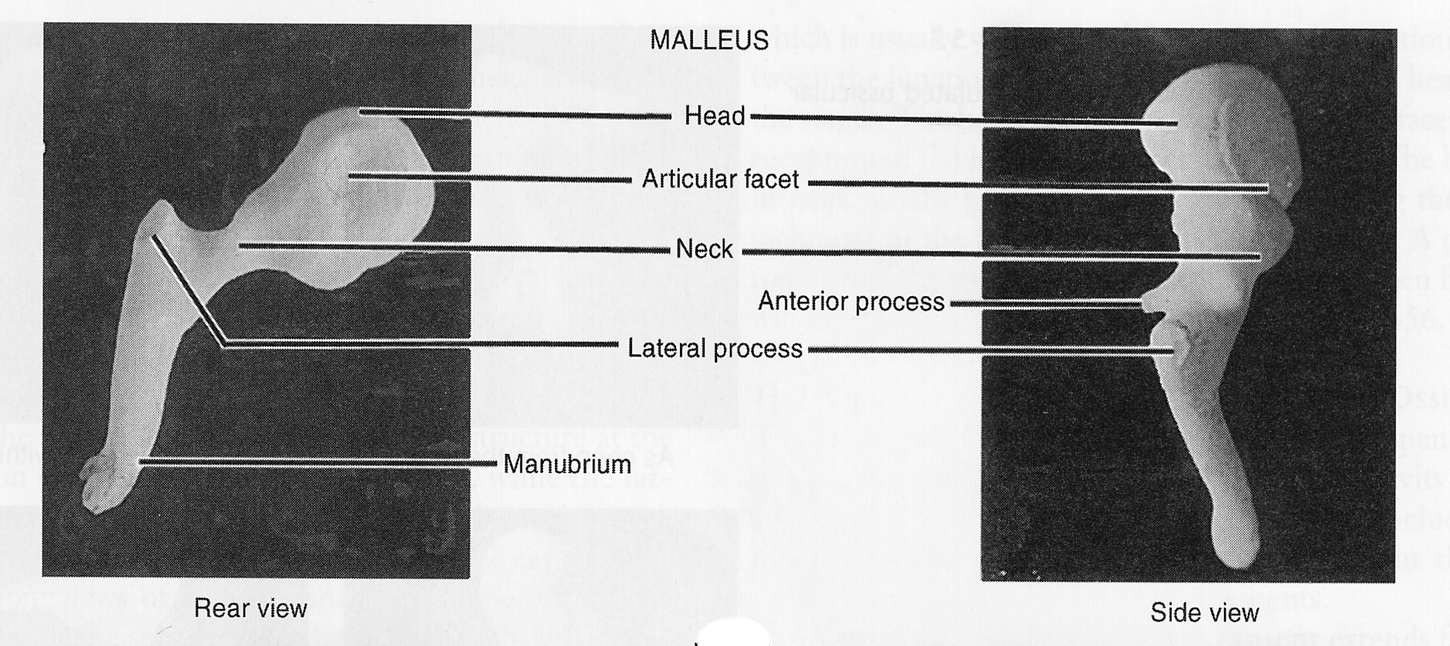 MALLEUS
Head
Articular facet
Neck
Anterior process
Lateral process
Manubrium
Rear view
Side view